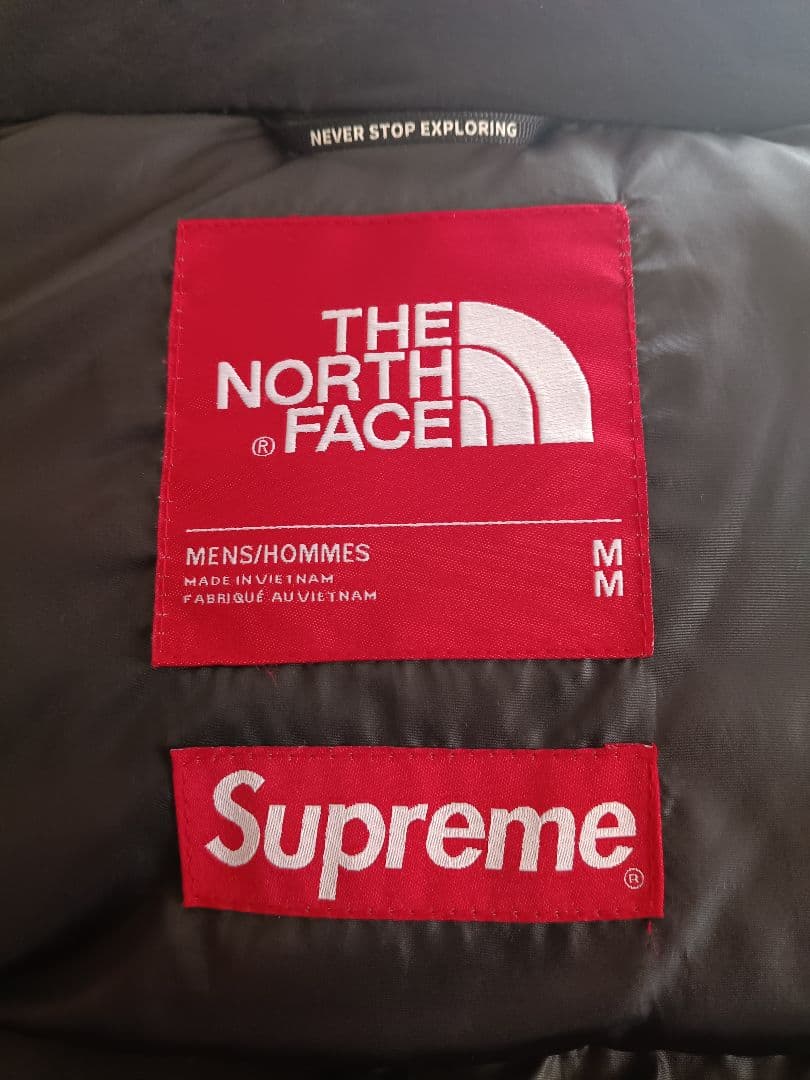 NEVER STOP EXPLORING
THE
NORTH
® FACE
MENS/HOMMES M
MADE IN VIETNAM M
FABRIQUÉ AU VIETNAM
Supreme ®